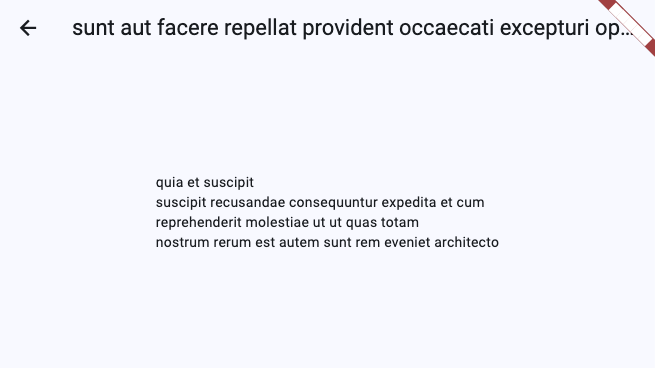 sunt aut facere repellat provident occaecati excepturi op...
quia et suscipit
suscipit recusandae consequuntur expedita et cum
reprehenderit molestiae ut ut quas totam
nostrum rerum est autem sunt rem eveniet architecto